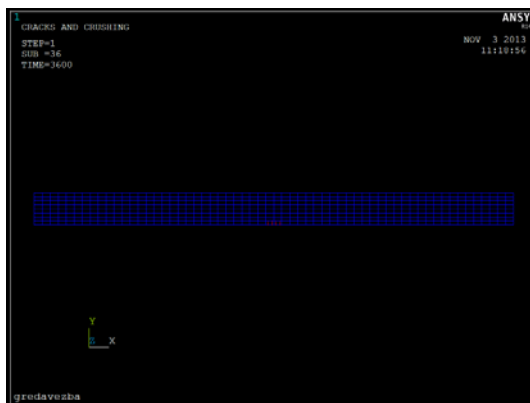 1
CRACKS AND CRUSHING
STEP=1
SUB =36
TIME=3600
ANSY
NOV 3 2013
11:18:56
Y
Z X
gredavezba